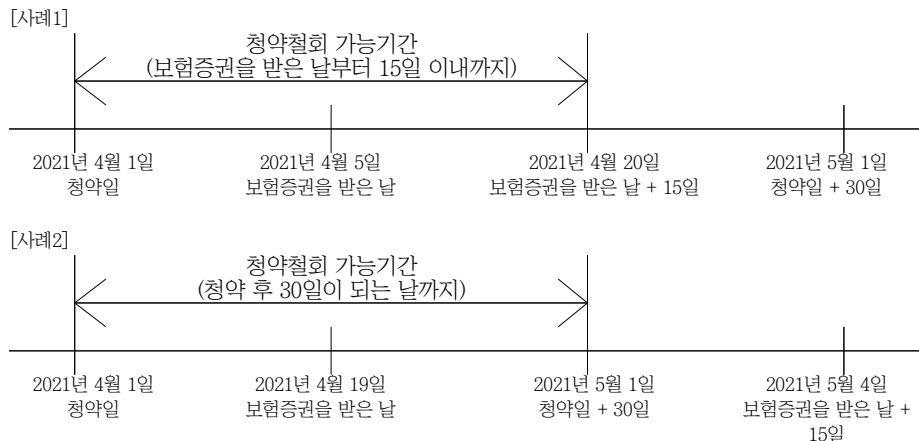 [사례1]
청약철회 가능기간
(보험증권을 받은 날부터 15일 이내까지)
2021년 4월 1일
청약일
2021년 4월 5일
보험증권을 받은 날
2021년 4월 20일
보험증권을 받은 날 + 15일
2021년 5월 1일
청약일 + 30일
[사례2]
청약철회 가능기간
(청약 후 30일이 되는 날까지)
2021년 4월 1일
청약일
2021년 4월 19일
보험증권을 받은 날
2021년 5월 1일
청약일 + 30일
2021년 5월 4일
보험증권을 받은 날 +
15일